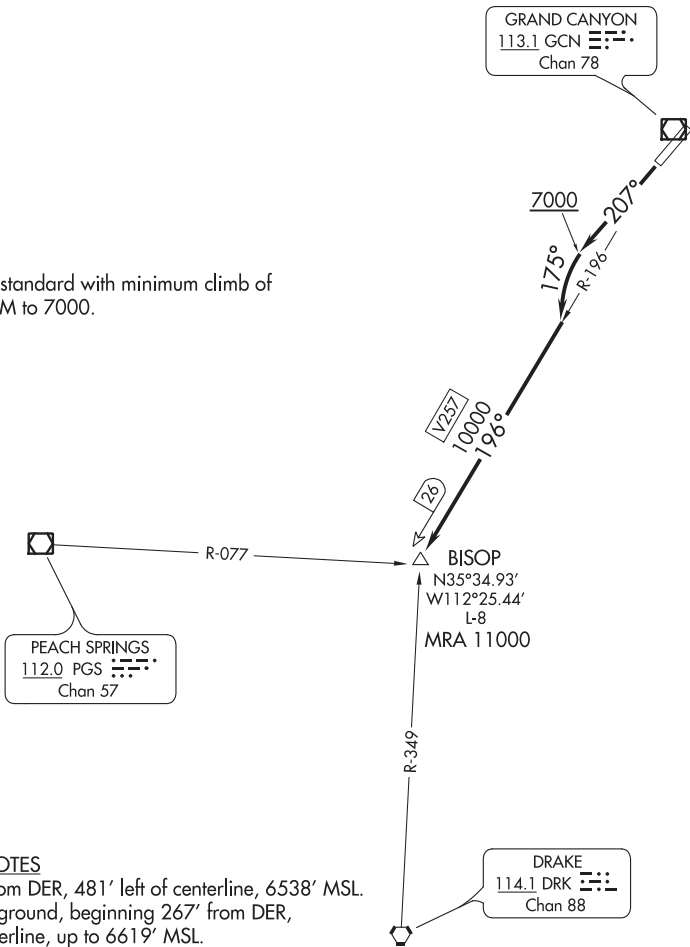 GRAND CANYON
113.1 GCN
Chan 78
7000
207°
175°
R-196
standard with minimum climb of
M to 7000.
V257
10000
196°
26
R-077
BISOP
N35°34.93'
W112°25.44'
L-8
MRA 11000
PEACH SPRINGS
112.0 PGS
Chan 57
R-349
OTES
om DER, 481' left of centerline, 6538' MSL.
ground, beginning 267' from DER,
erline, up to 6619' MSL.
DRAKE
114.1 DRK
Chan 88